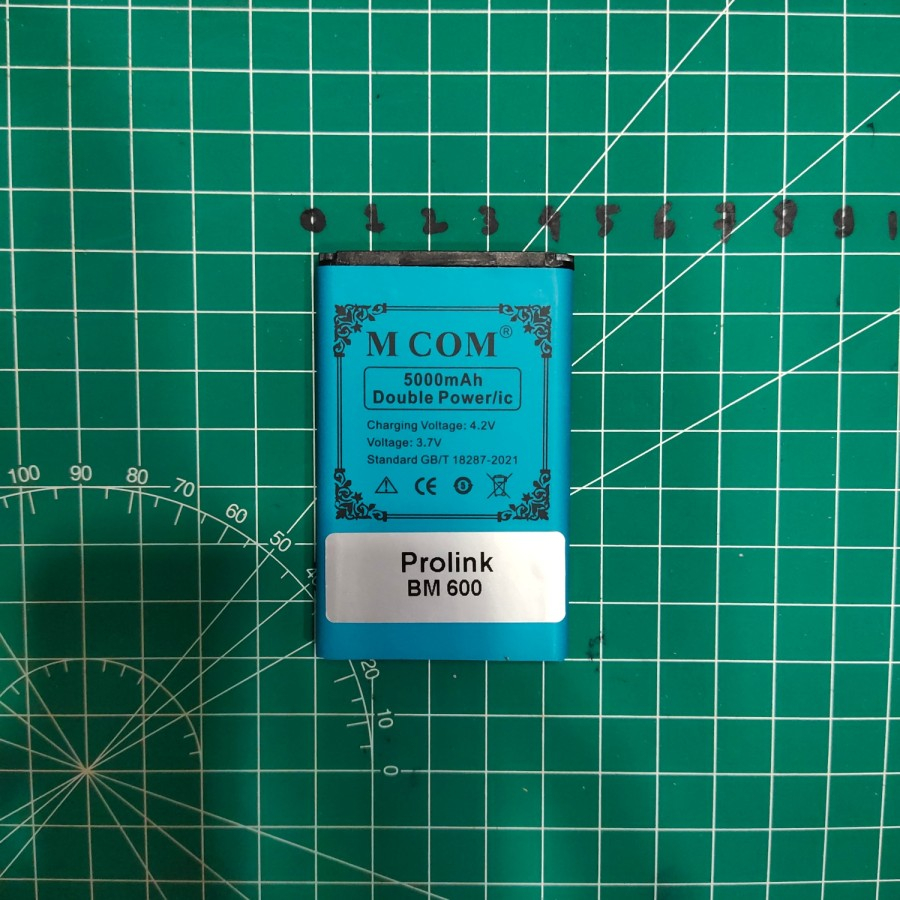 0 1 2 3 4 5 6 7 8 9
M COM®
5000mAh
Double Power/ic
Charging Voltage: 4.2V
Voltage: 3.7V
Standard GB/T 18287-2021
CE
Prolink
BM 600
100 90 80 70 60 50
20
10
0